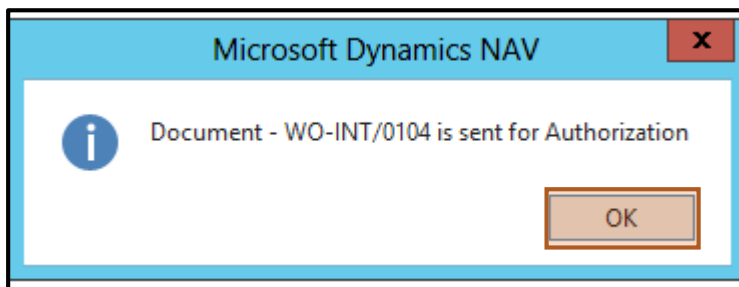 Microsoft Dynamics NAV
x
i
Document - WO-INT/0104 is sent for Authorization
OK